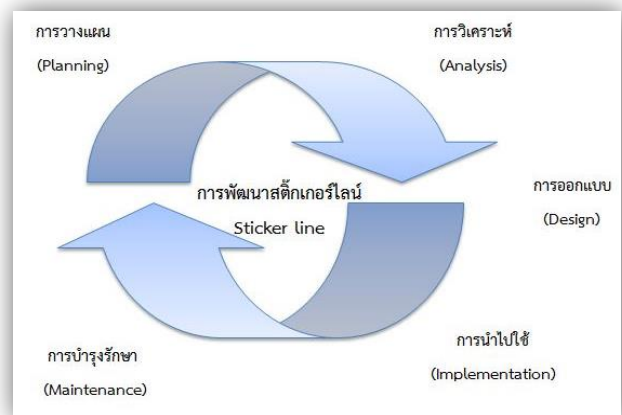 การวางแผน
(Planning)
การวิเคราะห์
(Analysis)
การพัฒนาสติ๊กเกอร์ไลน์
Sticker line
การออกแบบ
(Design)
การนำไปใช้
(Implementation)
การบำรุงรักษา
(Maintenance)